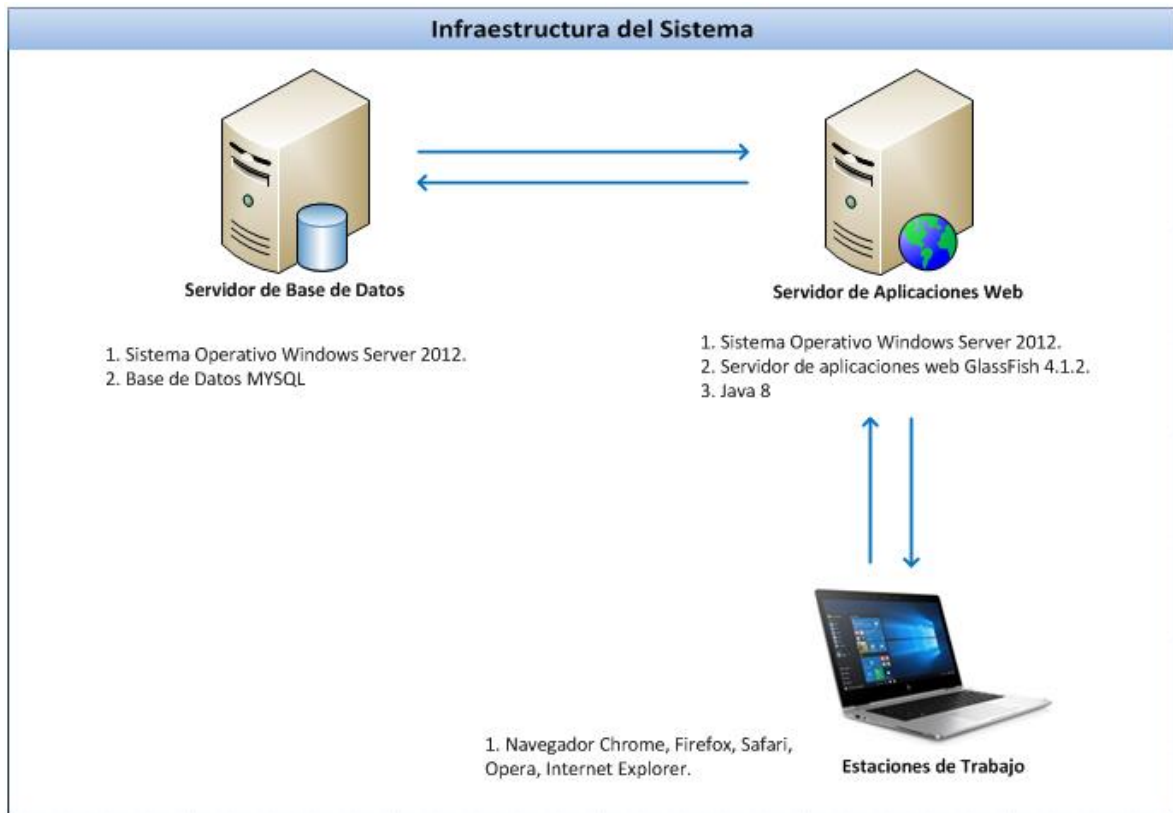 Infraestructura del Sistema
Servidor de Base de Datos
1. Sistema Operativo Windows Server 2012.
2. Base de Datos MYSQL
Servidor de Aplicaciones Web
1. Sistema Operativo Windows Server 2012.
2. Servidor de aplicaciones web GlassFish 4.1.2.
3. Java 8
1. Navegador Chrome, Firefox, Safari,
Opera, Internet Explorer.
Estaciones de Trabajo